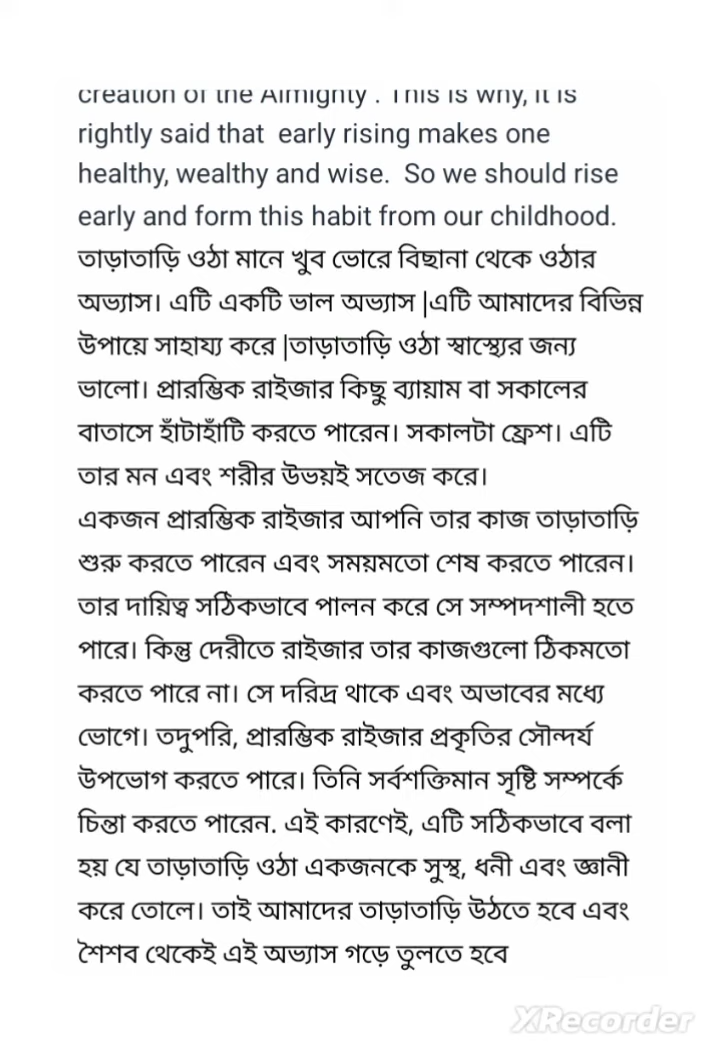 creation of the Almighty . This is why, it is
rightly said that  early rising makes one
healthy, wealthy and wise.  So we should rise
early and form this habit from our childhood.
তাড়াতাড়ি ওঠা মানে খুব ভোরে বিছানা থেকে ওঠার
অভ্যাস। এটি একটি ভাল অভ্যাস |এটি আমাদের বিভিন্ন
উপায়ে সাহায্য করে |তাড়াতাড়ি ওঠা স্বাস্থ্যের জন্য
ভালো। প্রারম্ভিক রাইজার কিছু ব্যায়াম বা সকালের
বাতাসে হাঁটাহাঁটি করতে পারেন। সকালটা ফ্রেশ। এটি
তার মন এবং শরীর উভয়ই সতেজ করে।
একজন প্রারম্ভিক রাইজার আপনি তার কাজ তাড়াতাড়ি
শুরু করতে পারেন এবং সময়মতো শেষ করতে পারেন।
তার দায়িত্ব সঠিকভাবে পালন করে সে সম্পদশালী হতে
পারে। কিন্তু দেরীতে রাইজার তার কাজগুলো ঠিকমতো
করতে পারে না। সে দরিদ্র থাকে এবং অভাবের মধ্যে
ভোগে। তদুপরি, প্রারম্ভিক রাইজার প্রকৃতির সৌন্দর্য
উপভোগ করতে পারে। তিনি সর্বশক্তিমান সৃষ্টি সম্পর্কে
চিন্তা করতে পারেন. এই কারণেই, এটি সঠিকভাবে বলা
হয় যে তাড়াতাড়ি ওঠা একজনকে সুস্থ, ধনী এবং জ্ঞানী
করে তোলে। তাই আমাদের তাড়াতাড়ি উঠতে হবে এবং
শৈশব থেকেই এই অভ্যাস গড়ে তুলতে হবে
XRecorder